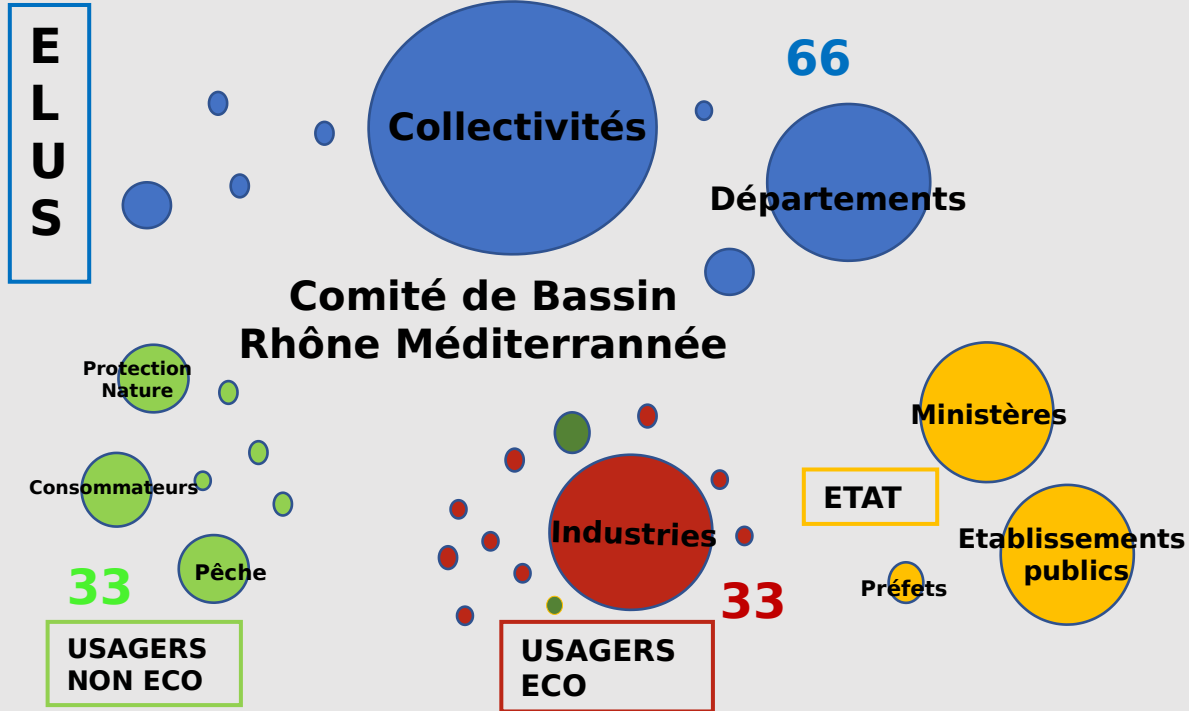 E
L
U
S
Collectivités
66
Départements
Comité de Bassin
Rhône Méditerrannée
Protection
Nature
Consommateurs
Pêche
33
USAGERS
NON ECO
Industries
33
USAGERS
ECO
Ministères
ETAT
Etablissements
publics
Préfets